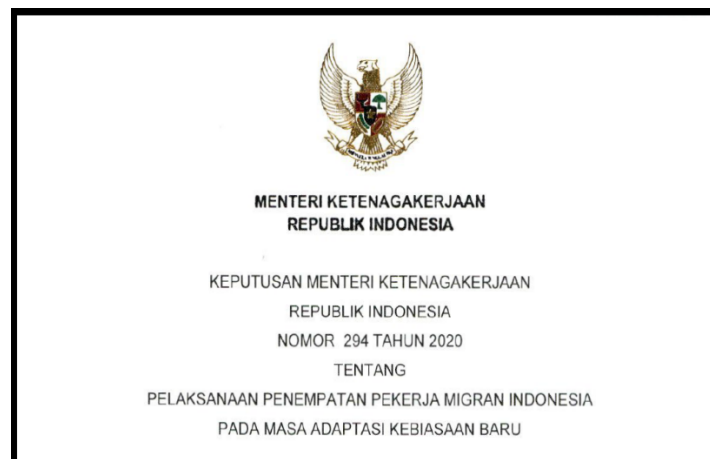 MENTERI KETENAGAKERJAAN
REPUBLIK INDONESIA
KEPUTUSAN MENTERI KETENAGAKERJAAN
REPUBLIK INDONESIA
NOMOR 294 TAHUN 2020
TENTANG
PELAKSANAAN PENEMPATAN PEKERJA MIGRAN INDONESIA
PADA MASA ADAPTASI KEBIASAAN BARU